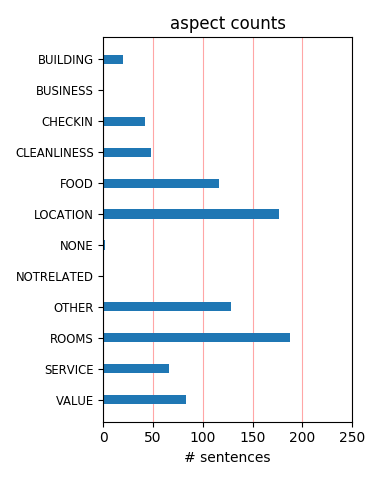 aspect counts
BUILDING
BUSINESS
CHECKIN
CLEANLINESS
FOOD
LOCATION
NONE
NOTRELATED
OTHER
ROOMS
SERVICE
VALUE
0 50 100 150 200 250
# sentences